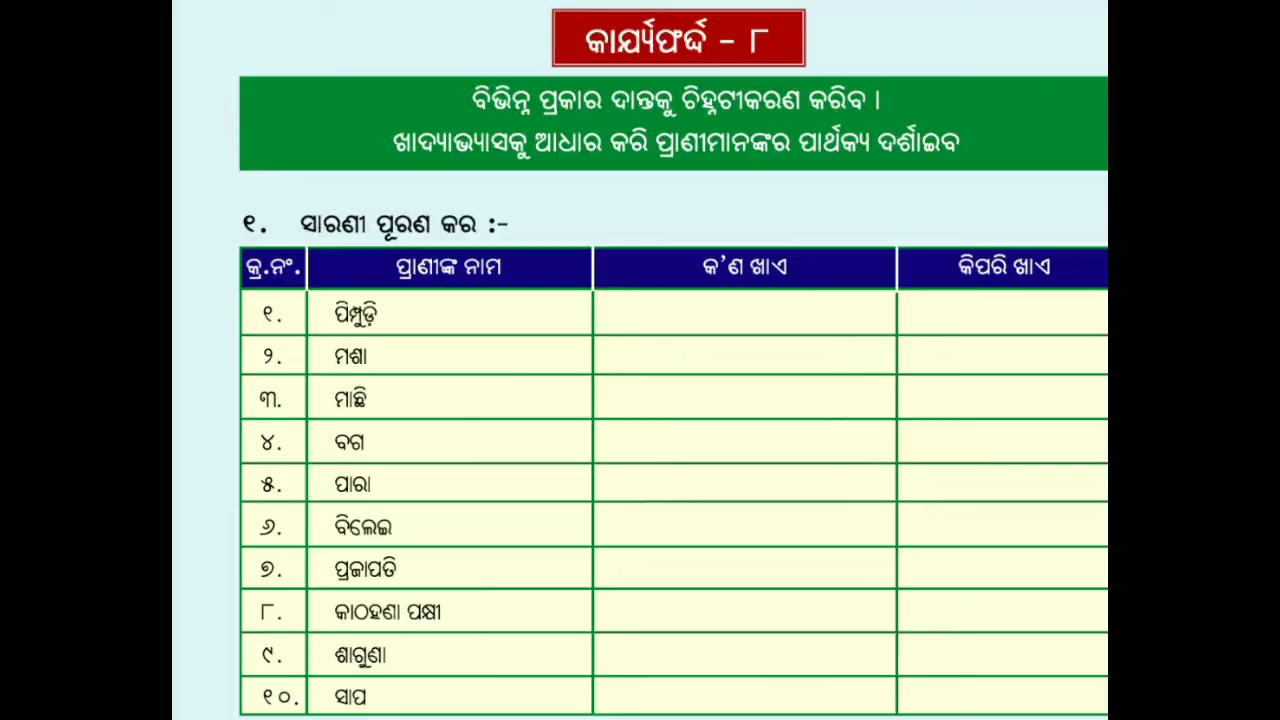 କାର୍ଯ୍ୟଫର୍ଦ୍ଦ - ୮
ବିଭିନ୍ନ ପ୍ରକାର ଦାନ୍ତକୁ ଚିହ୍ନଟୀକରଣ କରିବ ।
ଖାଦ୍ୟାଭ୍ୟାସକୁ ଆଧାର କରି ପ୍ରାଣୀମାନଙ୍କର ପାର୍ଥକ୍ୟ ଦର୍ଶାଇବ
୧. ସାରଣୀ ପୂରଣ କର :-
କ୍ର.ନଂ. ପ୍ରାଣୀଙ୍କ ନାମ କ'ଣ ଖାଏ କିପରି ଖାଏ
୧. ପିମ୍ପୁଡ଼ି
୨. ମଶା
୩. ମାଛି
୪. ବଗ
୫. ପାରା
୬. ବିଲେଇ
୭. ପ୍ରଜାପତି
୮. କାଠହଣା ପକ୍ଷୀ
୯. ଶାଗୁଣା
୧୦. ସାପ